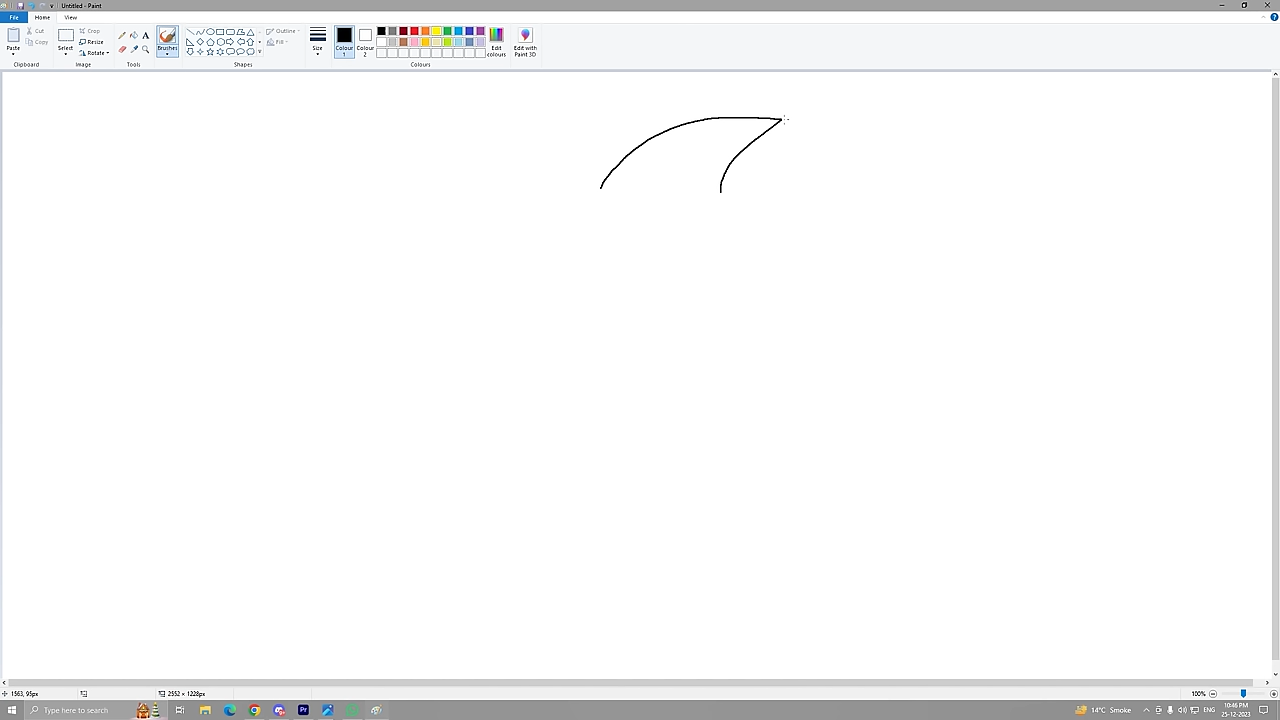 Untitled - Paint
File Home View
Paste Cut Copy Select Crop Resize Rotate A Brushes Outline Fill Size Colour 1 Colour 2 Edit colours Edit with Paint 3D
Clipboard Image Tools Shapes Colours
1563, 95px 2552 × 1228px 100%
Type here to search 14°C Smoke ENG 10:46 PM 25-12-2023